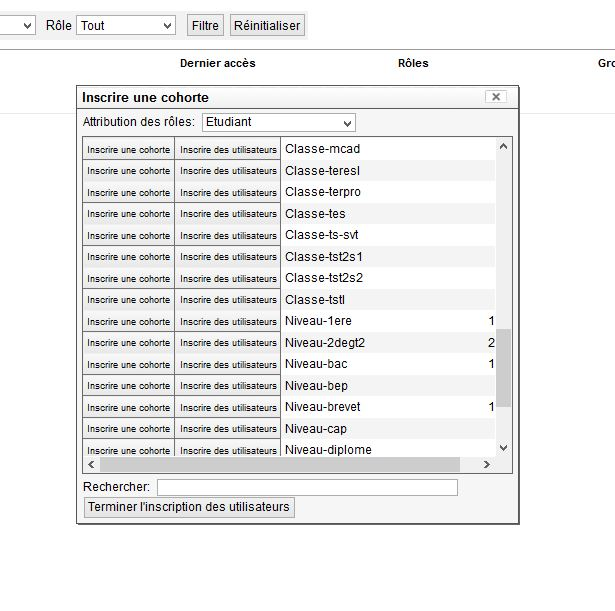 Rôle Tout Filtre Réinitialiser
Dernier accès Rôles Gro
Inscrire une cohorte
Attribution des rôles: Etudiant
Inscrire une cohorte Inscrire des utilisateurs Classe-mcad
Inscrire une cohorte Inscrire des utilisateurs Classe-teresl
Inscrire une cohorte Inscrire des utilisateurs Classe-terpro
Inscrire une cohorte Inscrire des utilisateurs Classe-tes
Inscrire une cohorte Inscrire des utilisateurs Classe-ts-svt
Inscrire une cohorte Inscrire des utilisateurs Classe-tst2s1
Inscrire une cohorte Inscrire des utilisateurs Classe-tst2s2
Inscrire une cohorte Inscrire des utilisateurs Classe-tstl
Inscrire une cohorte Inscrire des utilisateurs Niveau-1ere 1
Inscrire une cohorte Inscrire des utilisateurs Niveau-2degt2 2
Inscrire une cohorte Inscrire des utilisateurs Niveau-bac 1
Inscrire une cohorte Inscrire des utilisateurs Niveau-bep
Inscrire une cohorte Inscrire des utilisateurs Niveau-brevet 1
Inscrire une cohorte Inscrire des utilisateurs Niveau-cap
Inscrire une cohorte Inscrire des utilisateurs Niveau-diplome
Rechercher:
Terminer l'inscription des utilisateurs